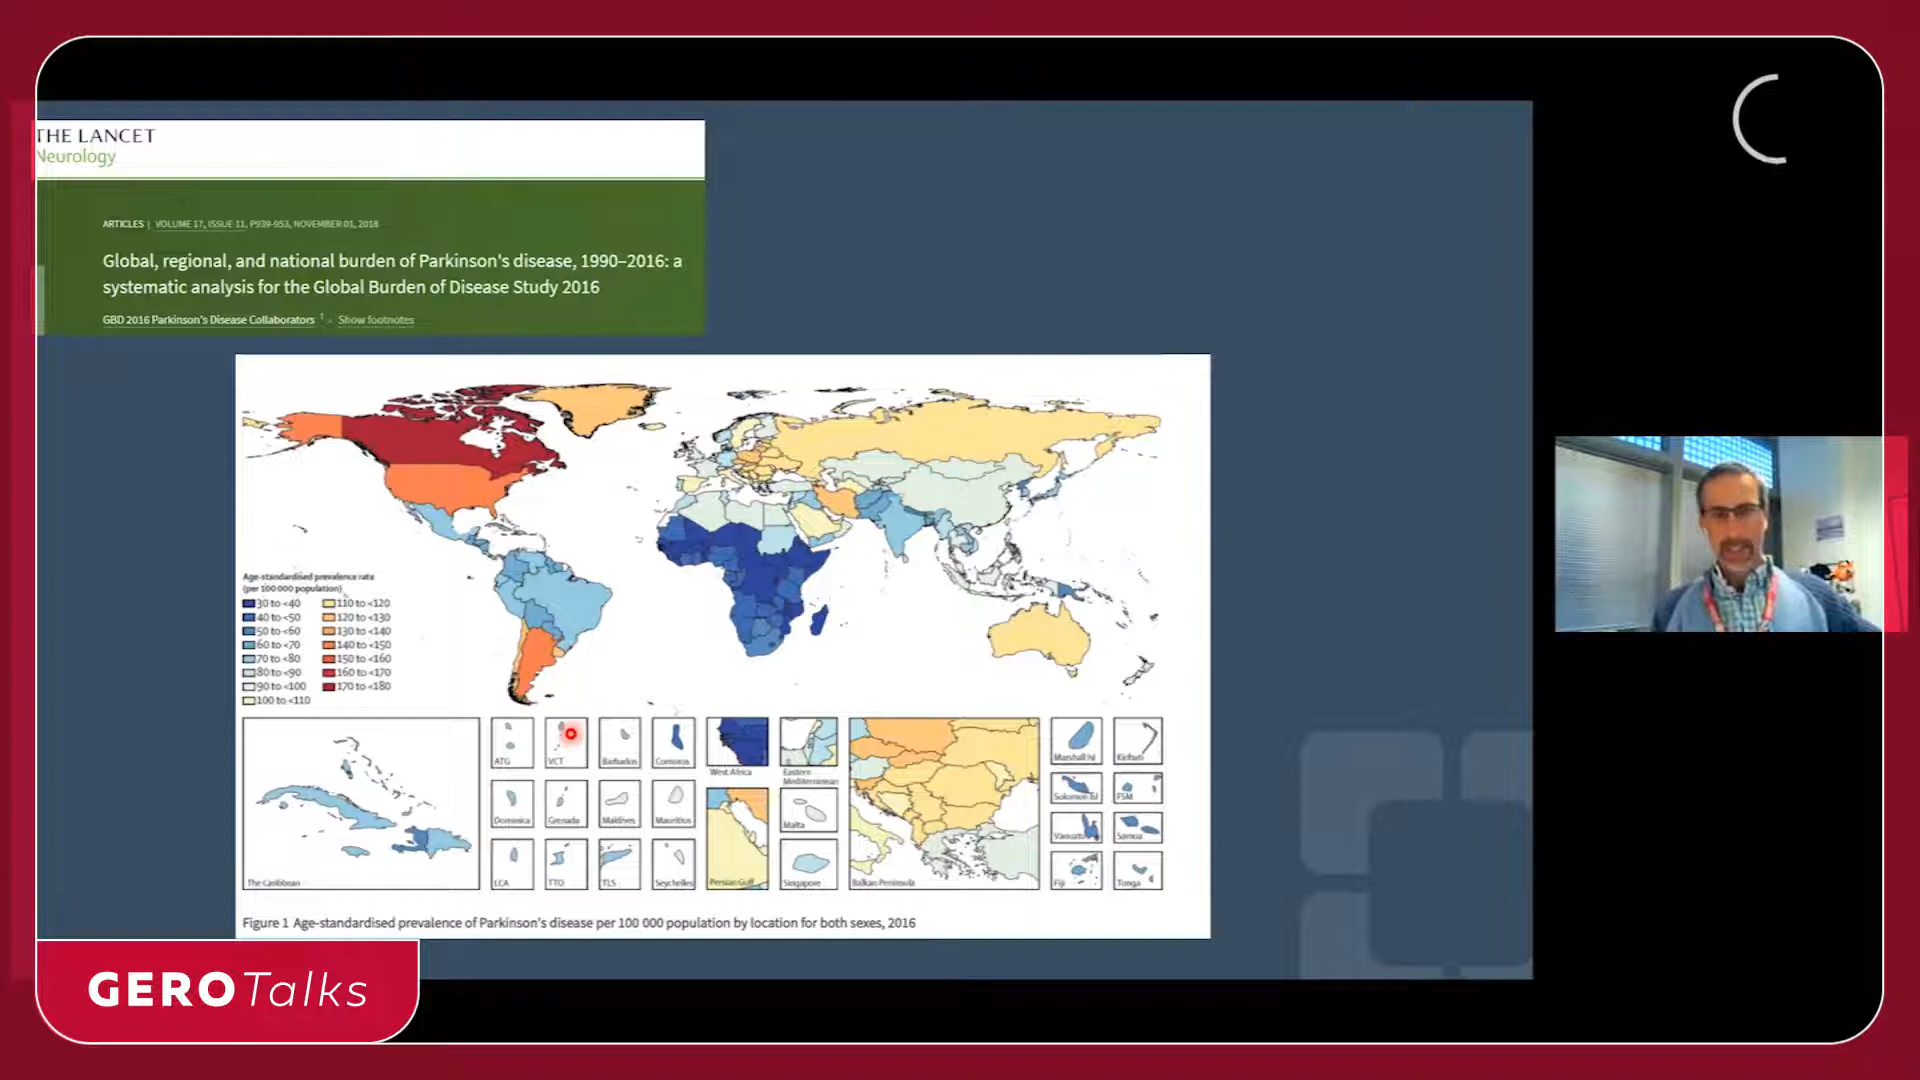 THE LANCET
Neurology
ARTICLES | VOLUME 17, ISSUE 11, P939-953, NOVEMBER 01, 2018
Global, regional, and national burden of Parkinson's disease, 1990–2016: a
systematic analysis for the Global Burden of Disease Study 2016
GBD 2016 Parkinson's Disease Collaborators † • Show footnotes
Age-standardised prevalence rate
(per 100 000 population)
30 to <40 110 to <120
40 to <50 120 to <130
50 to <60 130 to <140
60 to <70 140 to <150
70 to <80 150 to <160
80 to <90 160 to <170
90 to <100 170 to <180
100 to <110
ATG VCT Barbados Comoros West Africa Eastern Mediterranean Marshall Isl Kiribati
Dominica Grenada Maldives Mauritius Malta Solomon Isl FSM
Vanuatu Samoa
The Caribbean LCA TTO TLS Seychelles Persian Gulf Singapore Balkan Peninsula Fiji Tonga
Figure 1 Age-standardised prevalence of Parkinson's disease per 100 000 population by location for both sexes, 2016
GEROTalks